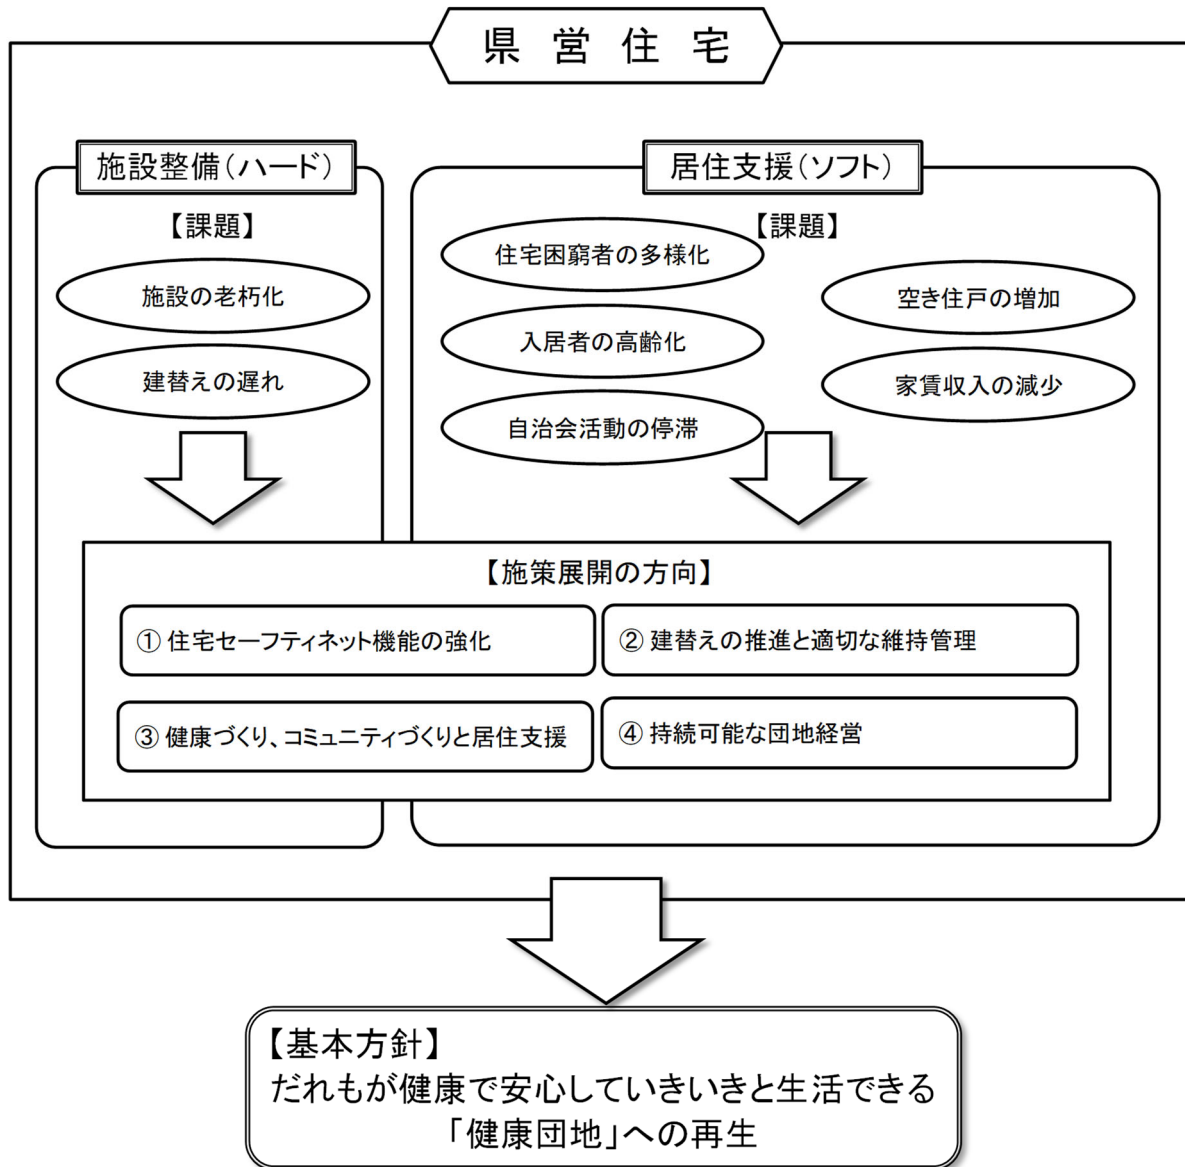 県営住宅
施設整備（ハード）
【課題】
施設の老朽化
建替えの遅れ
居住支援（ソフト）
【課題】
住宅困窮者の多様化
入居者の高齢化
自治会活動の停滞
空き住戸の増加
家賃収入の減少
【施策展開の方向】
① 住宅セーフティネット機能の強化
② 建替えの推進と適切な維持管理
③ 健康づくり、コミュニティづくりと居住支援
④ 持続可能な団地経営
【基本方針】
だれもが健康で安心していきいきと生活できる
「健康団地」への再生